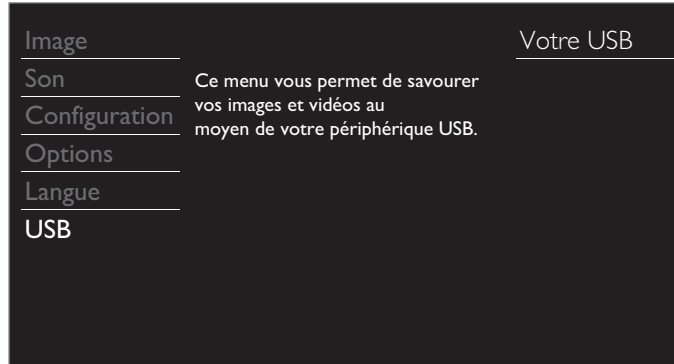 Image
Son
Configuration
Options
Langue
USB
Ce menu vous permet de savourer
vos images et vidéos au
moyen de votre périphérique USB.
Votre USB